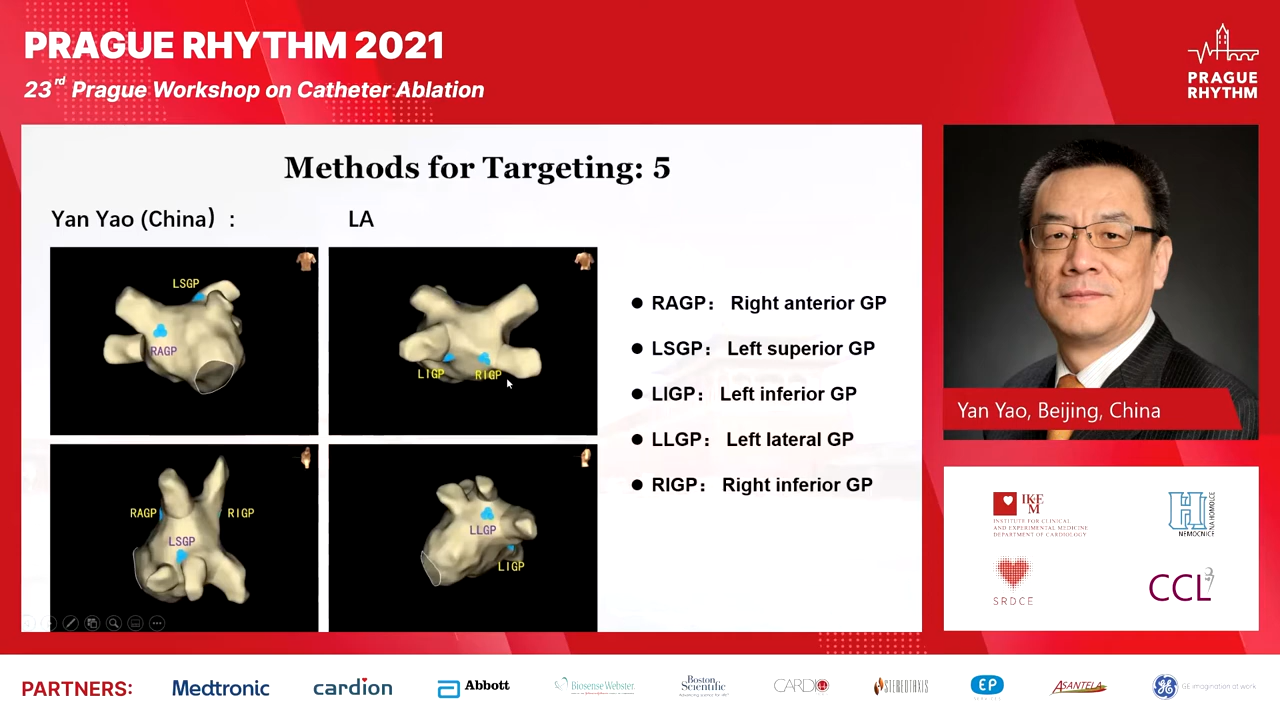 PRAGUE RHYTHM 2021
23rd Prague Workshop on Catheter Ablation
PRAGUE
RHYTHM
Methods for Targeting: 5
Yan Yao (China）:
LA
LSGP
RAGP
LIGP
RIGP
RAGP
RIGP
LSGP
LLGP
LIGP
● RAGP： Right anterior GP
● LSGP： Left superior GP
● LIGP： Left inferior GP
● LLGP： Left lateral GP
● RIGP： Right inferior GP
Yan Yao, Beijing, China
IKEM
INSTITUTE FOR CLINICAL
AND EXPERIMENTAL MEDICINE
DEPARTMENT OF CARDIOLOGY
NEMOCNICE
NA HOMOLCE
SRDCE
CCL
PARTNERS:
Medtronic
cardion
Abbott
Biosense Webster
Boston
Scientific
CARDIO
STEREOTAXIS
EP
ASANTELA
GE imagination at work